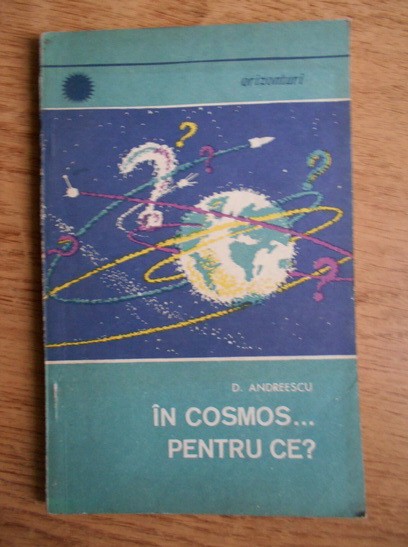 orizonturi
D. ANDREESCU
ÎN COSMOS...
PENTRU CE?